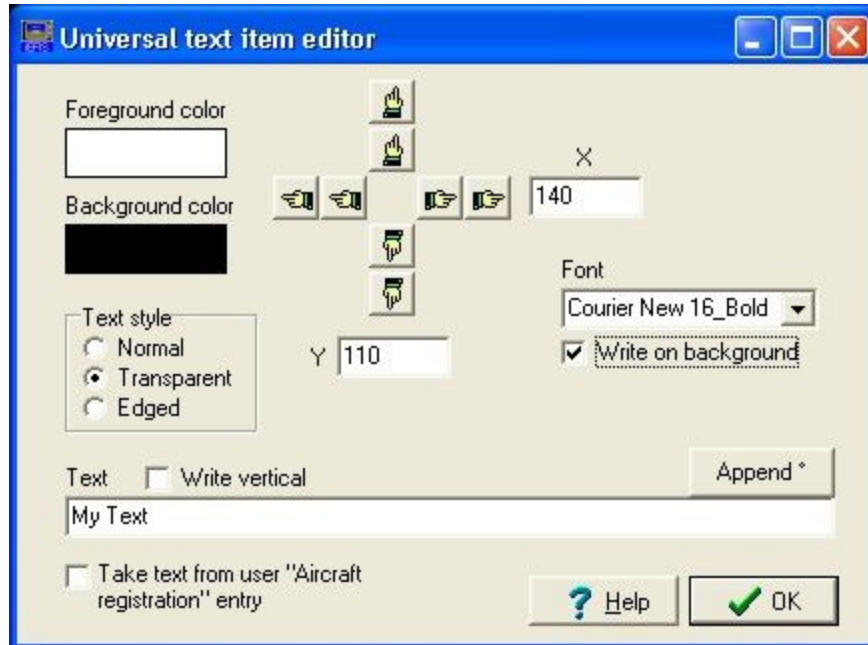 Universal text item editor
Foreground color
X
140
Background color
Font
Courier New 16_Bold
Text style
Normal
Transparent
Edged
Y 110
Write on background
Text
Write vertical
Append °
My Text
Take text from user "Aircraft
registration" entry
? Help
OK